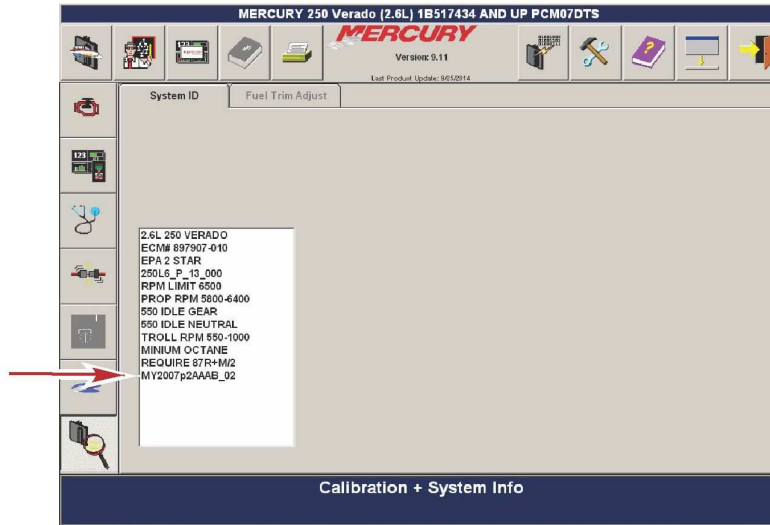 MERCURY 250 Verado (2.6L) 1B517434 AND UP PCM07DTS
MERCURY
Version: 9.11
Last Product Update: 9/25/2014
System ID
Fuel Trim Adjust
123
2.6L 250 VERADO
ECM# 897907-010
EPA 2 STAR
250L6_P_13_000
RPM LIMIT 6500
PROP RPM 5800-6400
550 IDLE GEAR
550 IDLE NEUTRAL
TROLL RPM 550-1000
MINIUM OCTANE
REQUIRE 87R+M/2
MY2007p2AAAB_02
Calibration + System Info